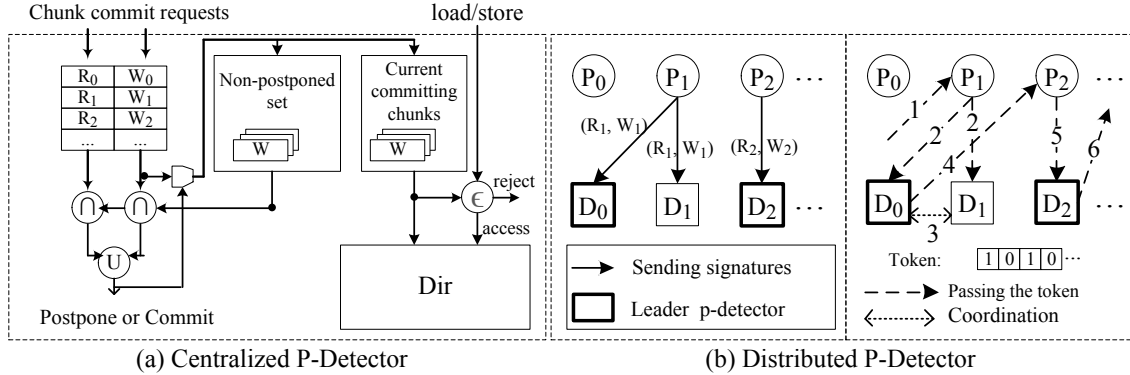 Chunk commit requests
load/store
R0 W0
R1 W1
R2 W2
... ...
Non-postponed
set
W
Current
committing
chunks
W
∩ ∩
∈
reject
access
U
Dir
Postpone or Commit
(a) Centralized P-Detector
P0 P1 P2 ...
(R1, W1)
(R1, W1)
(R2, W2)
D0 D1 D2 ...
Sending signatures
Leader p-detector
P0 P1 P2 ...
1
2 2
4
5
6
D0 D1 D2 ...
3
Token: 1 0 1 0 ...
Passing the token
Coordination
(b) Distributed P-Detector